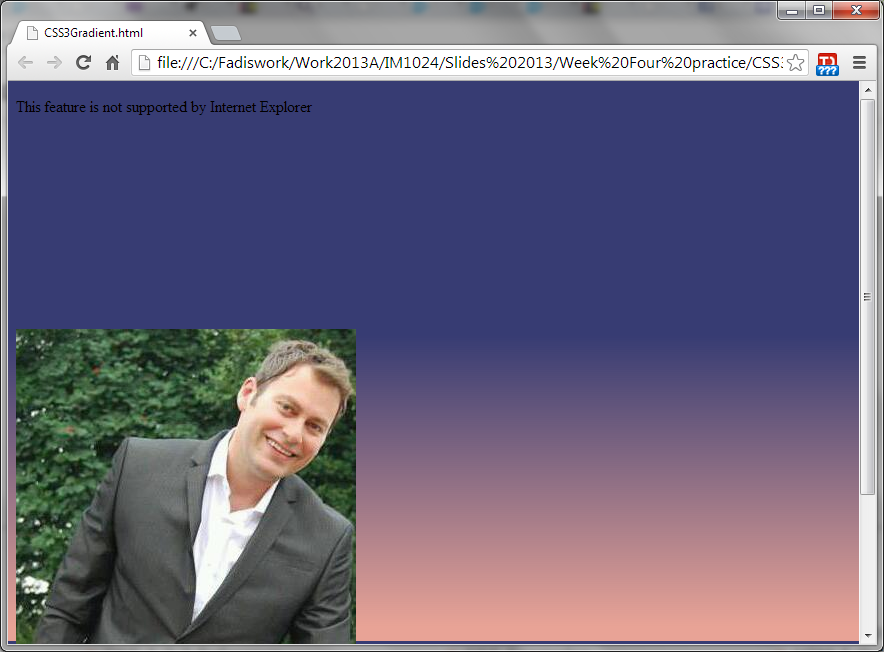 CSS3Gradient.html
file:///C:/Fadiswork/Work2013A/IM1024/Slides%202013/Week%20Four%20practice/CSS3
???
This feature is not supported by Internet Explorer